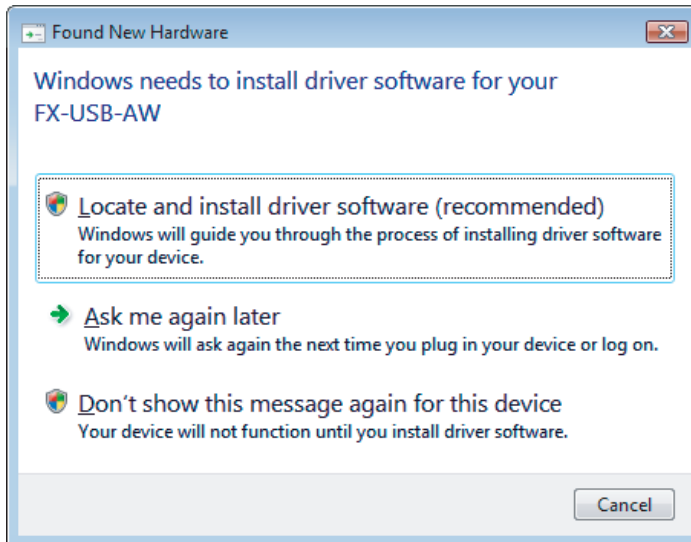 Found New Hardware
Windows needs to install driver software for your
FX-USB-AW
Locate and install driver software (recommended)
Windows will guide you through the process of installing driver software
for your device.
Ask me again later
Windows will ask again the next time you plug in your device or log on.
Don't show this message again for this device
Your device will not function until you install driver software.
Cancel